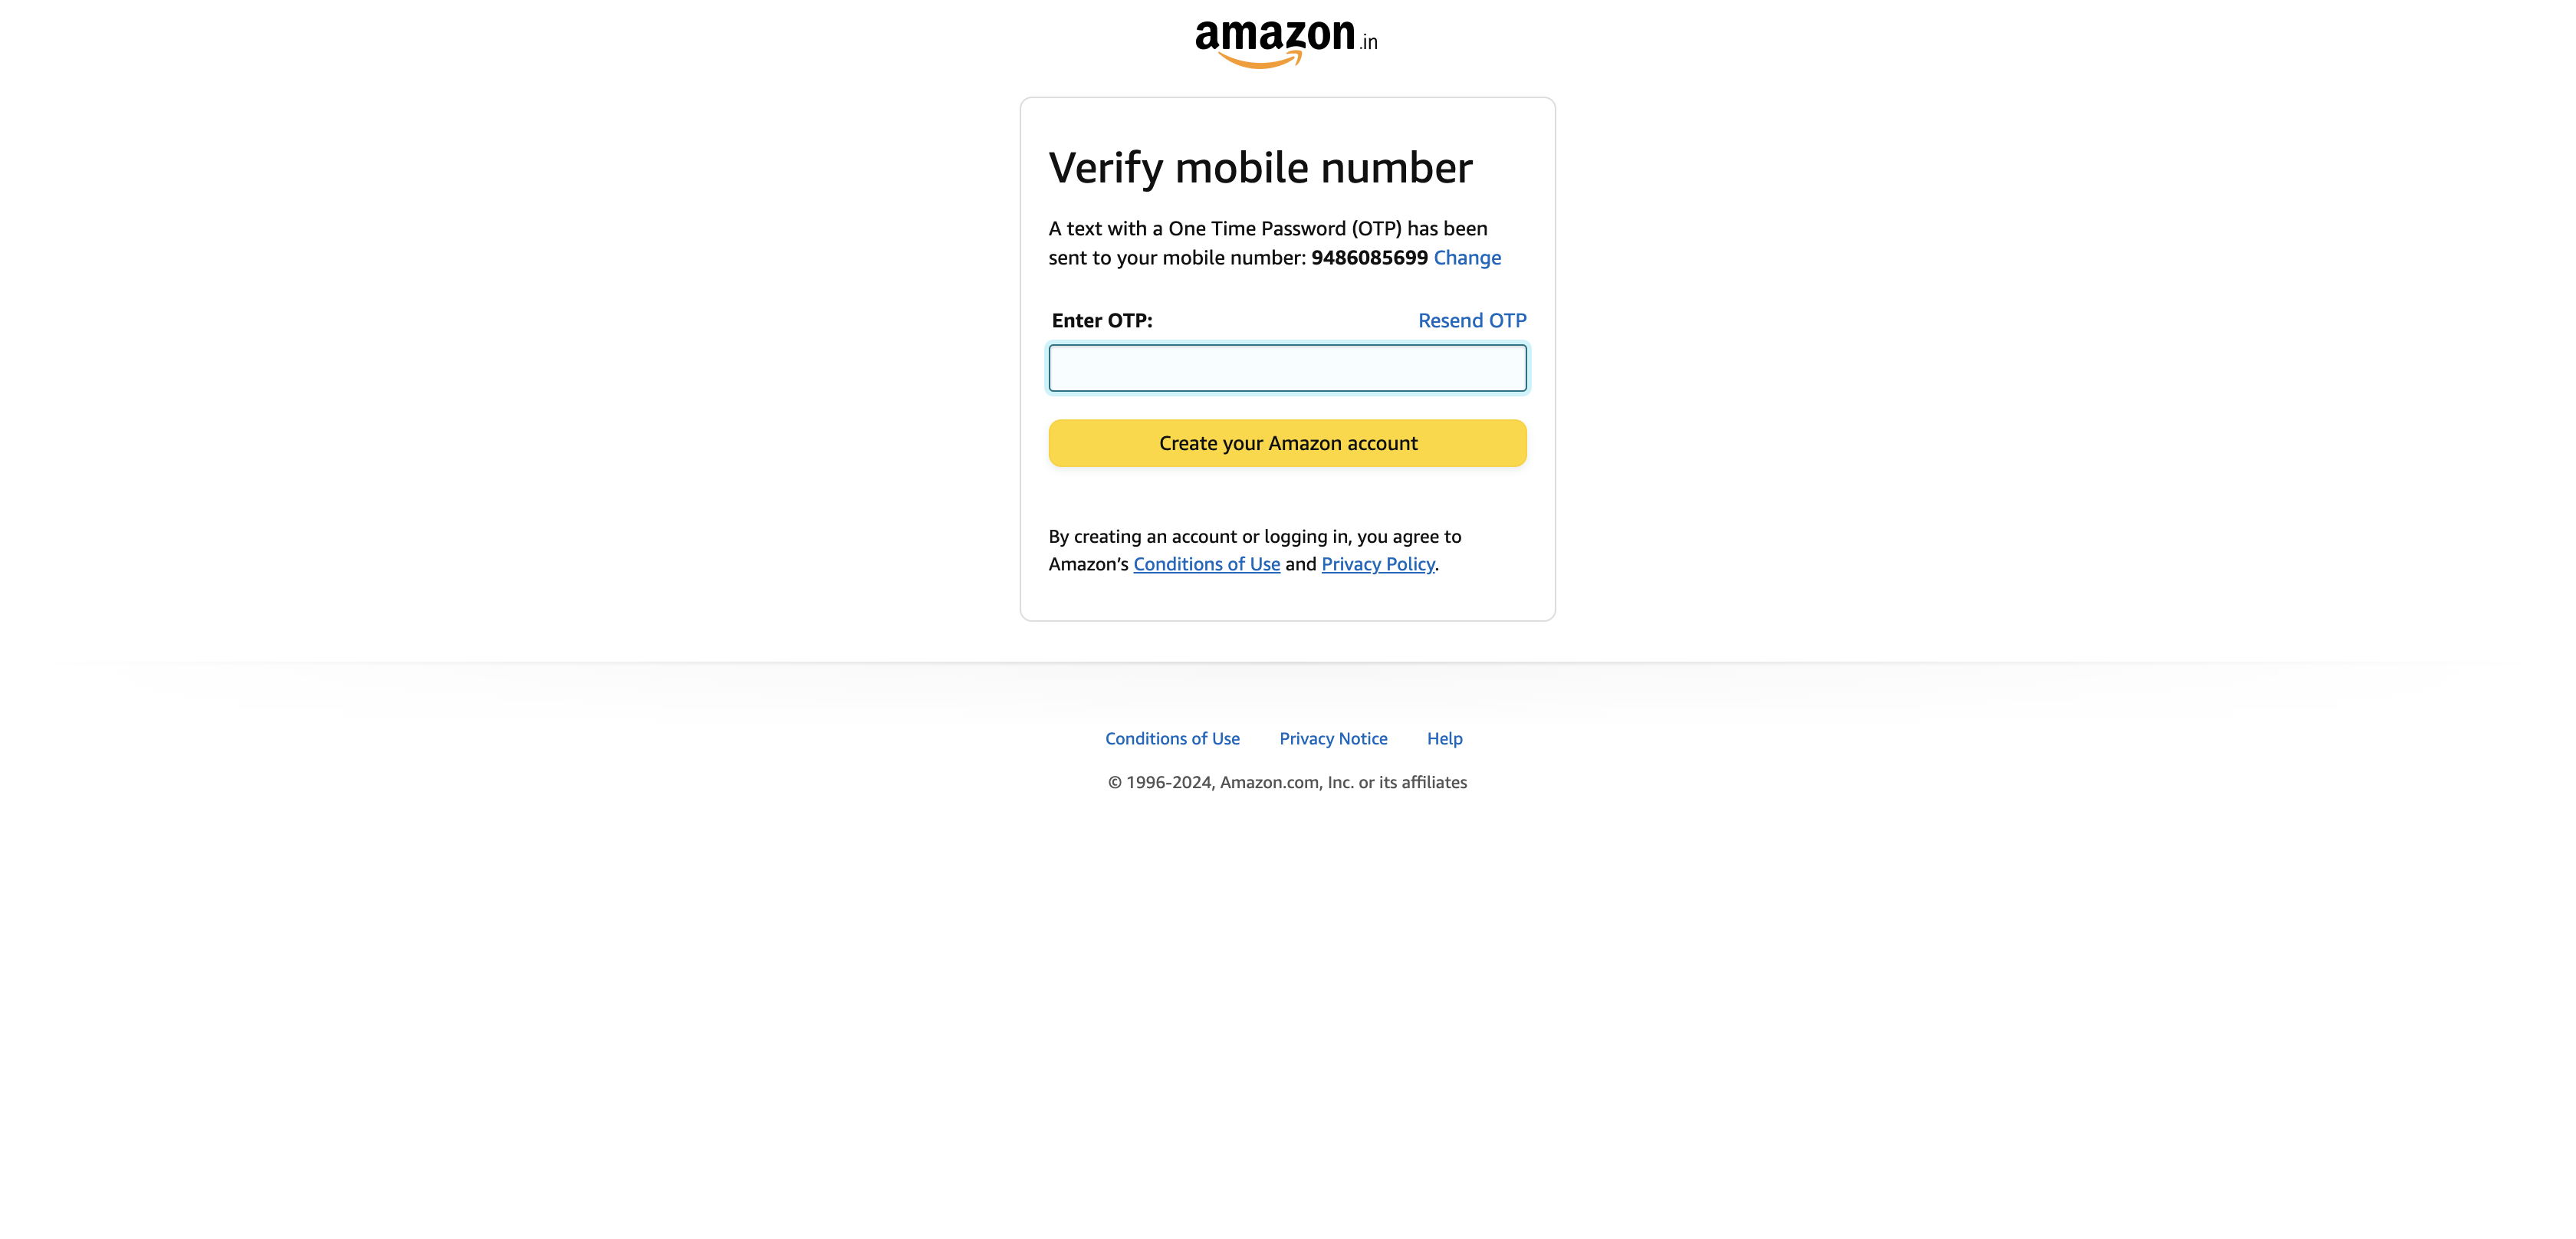 amazon.in
Verify mobile number
A text with a One Time Password (OTP) has been
sent to your mobile number: 9486085699 Change
Enter OTP: Resend OTP
Create your Amazon account
By creating an account or logging in, you agree to
Amazon’s Conditions of Use and Privacy Policy.
Conditions of Use Privacy Notice Help
© 1996-2024, Amazon.com, Inc. or its affiliates